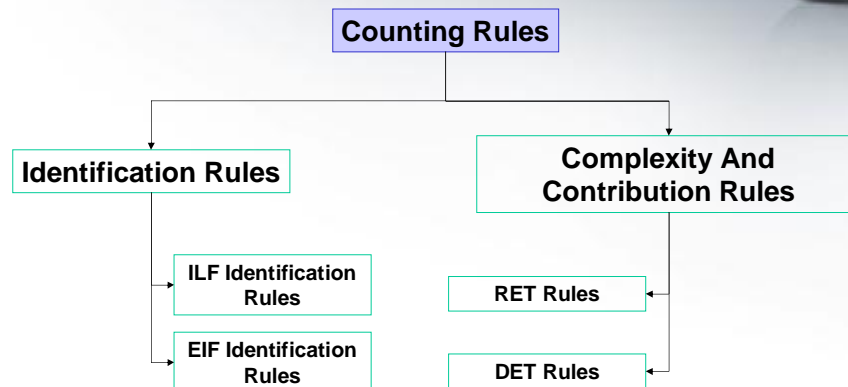 Counting Rules
Identification Rules
Complexity And
Contribution Rules
ILF Identification
Rules
RET Rules
EIF Identification
Rules
DET Rules